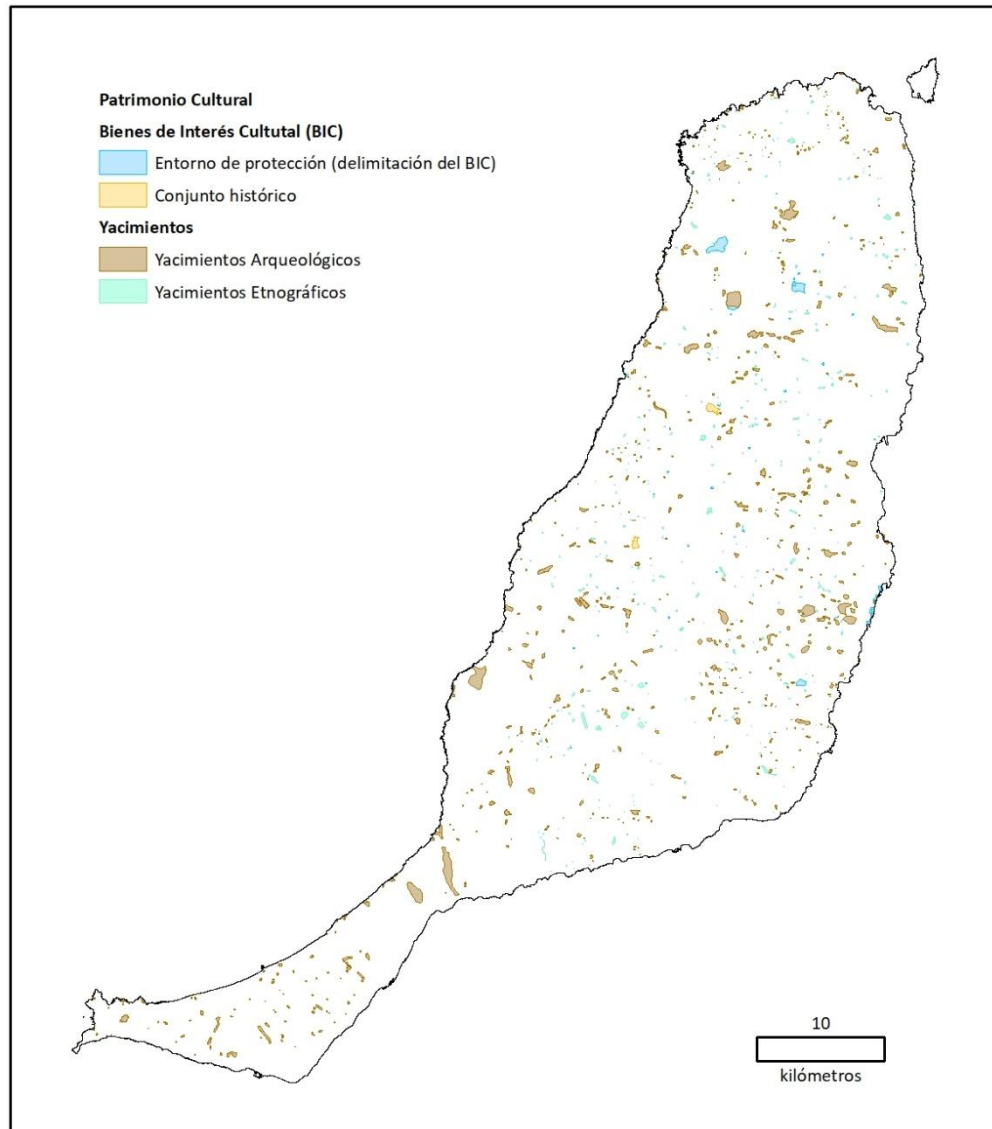 Patrimonio Cultural
Bienes de Interés Cultutal (BIC)
Entorno de protección (delimitación del BIC)
Conjunto histórico
Yacimientos
Yacimientos Arqueológicos
Yacimientos Etnográficos
10
kilómetros